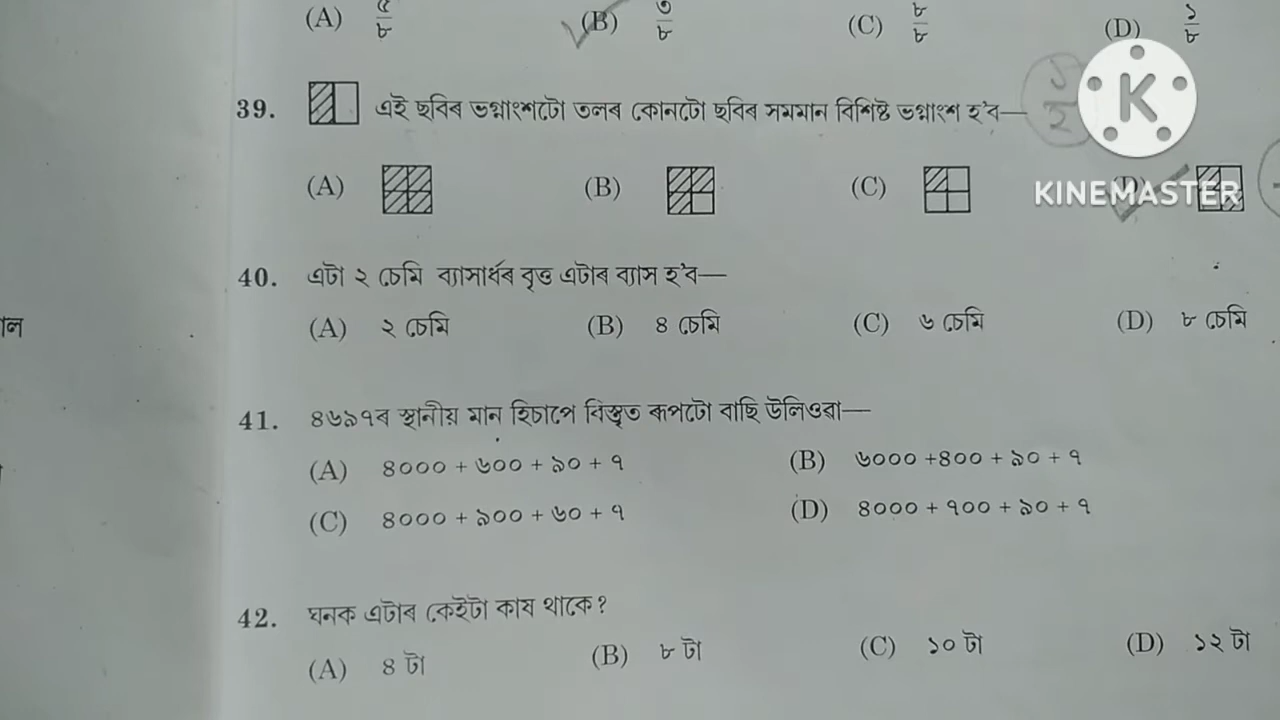 (A) ৫/৮ (B) ৩/৮ (C) ৮/৮ (D) ১/৮
39. এই ছবিৰ ভগ্নাংশটো তলৰ কোনটো ছবিৰ সমমান বিশিষ্ট ভগ্নাংশ হ'ব— ১/২
K
(A) (B) (C) (D)
KINEMASTER
40. এটা ২ চেমি ব্যাসাৰ্ধৰ বৃত্ত এটাৰ ব্যাস হ'ব—
(A) ২ চেমি (B) ৪ চেমি (C) ৬ চেমি (D) ৮ চেমি
41. ৪৬৯৭ৰ স্থানীয় মান হিচাপে বিস্তৃত ৰূপটো বাছি উলিওৱা—
(A) ৪০০০ + ৬০০ + ৯০ + ৭ (B) ৬০০০ +৪০০ + ৯০ + ৭
(C) ৪০০০ + ৯০০ + ৬০ + ৭ (D) ৪০০০ + ৭০০ + ৯০ + ৭
42. ঘনক এটাৰ কেইটা কাষ থাকে?
(A) ৪ টা (B) ৮ টা (C) ১০ টা (D) ১২ টা